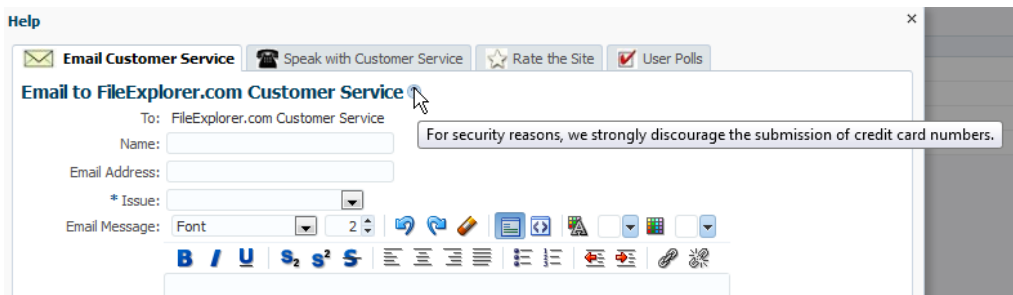 Help
Email Customer Service Speak with Customer Service Rate the Site User Polls
Email to FileExplorer.com Customer Service
To: FileExplorer.com Customer Service
For security reasons, we strongly discourage the submission of credit card numbers.
Name:
Email Address:
* Issue:
Email Message: Font 2
B I U S2 S2 S